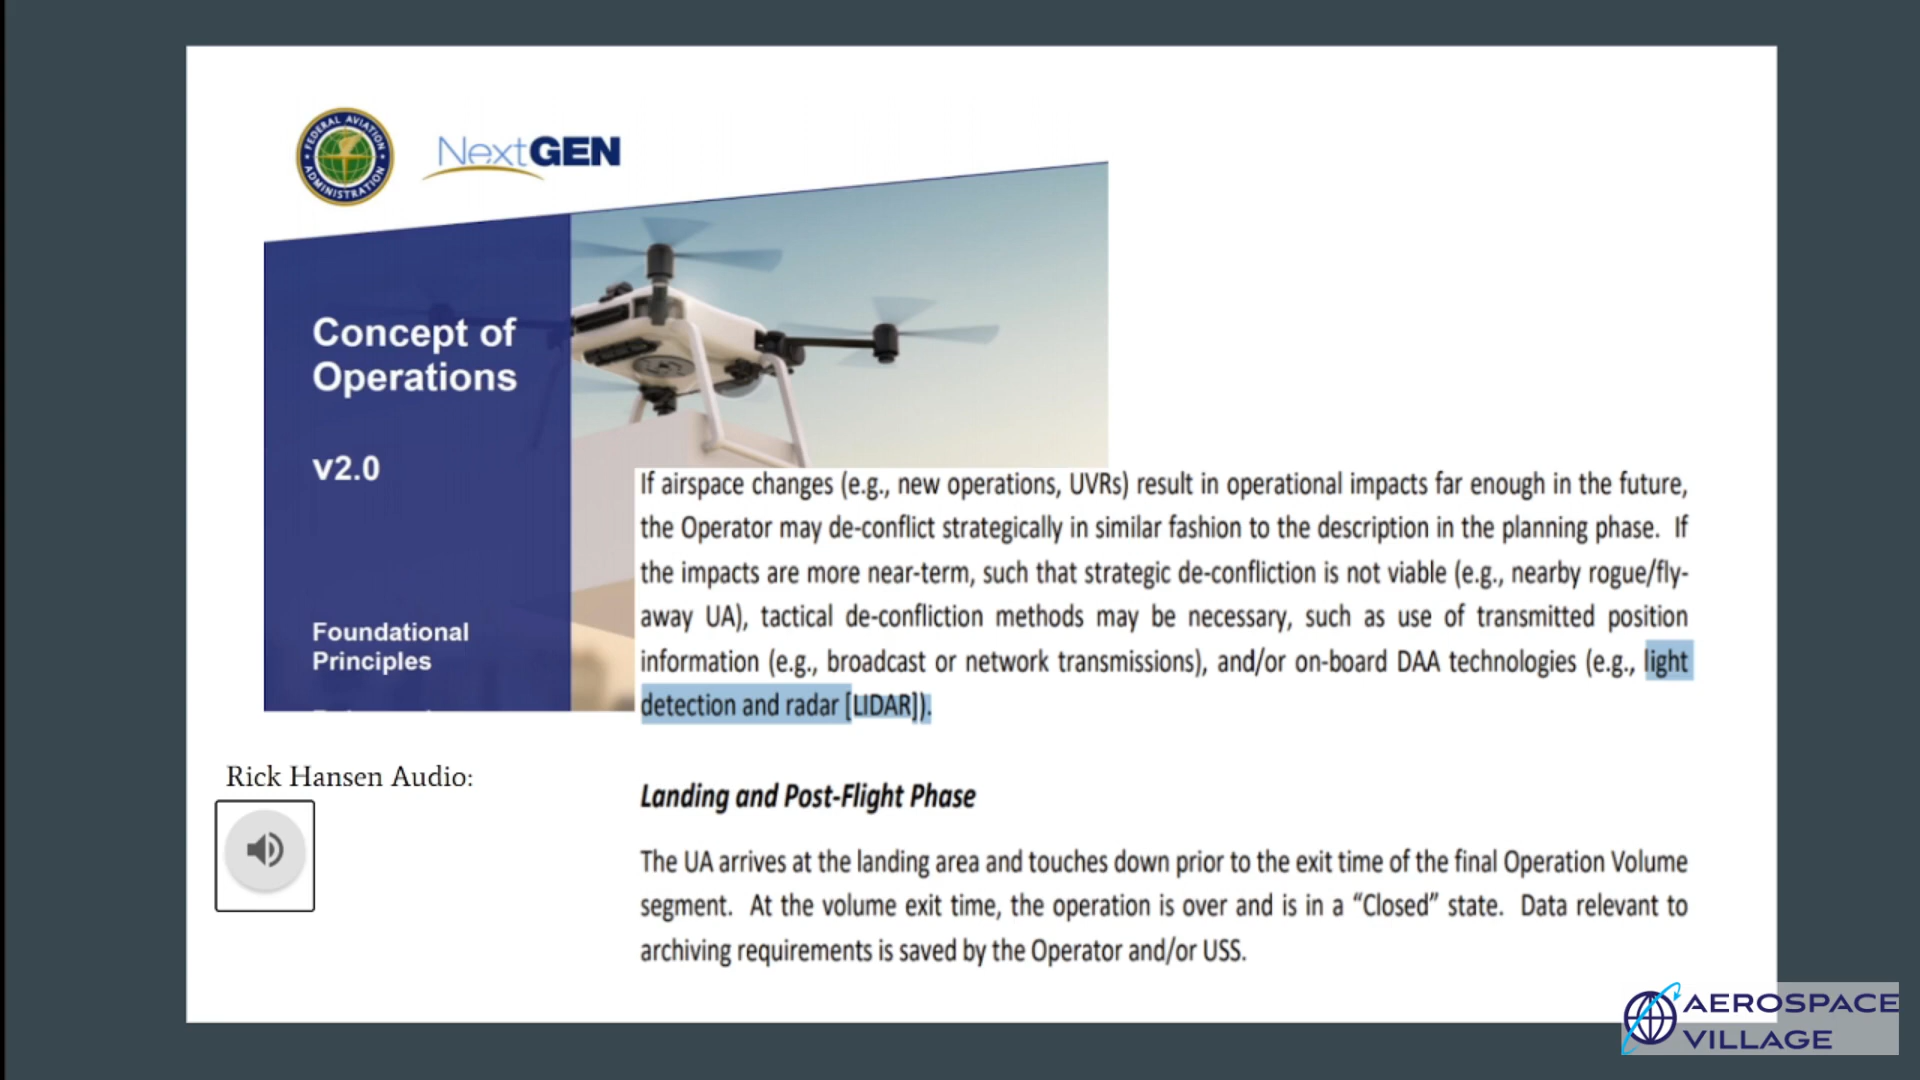 FEDERAL AVIATION
ADMINISTRATION
NextGEN
Concept of
Operations
v2.0
Foundational
Principles
If airspace changes (e.g., new operations, UVRs) result in operational impacts far enough in the future,
the Operator may de-conflict strategically in similar fashion to the description in the planning phase. If
the impacts are more near-term, such that strategic de-confliction is not viable (e.g., nearby rogue/fly-
away UA), tactical de-confliction methods may be necessary, such as use of transmitted position
information (e.g., broadcast or network transmissions), and/or on-board DAA technologies (e.g., light
detection and radar [LIDAR]).
Rick Hansen Audio:
Landing and Post-Flight Phase
The UA arrives at the landing area and touches down prior to the exit time of the final Operation Volume
segment. At the volume exit time, the operation is over and is in a “Closed” state. Data relevant to
archiving requirements is saved by the Operator and/or USS.
AEROSPACE
VILLAGE